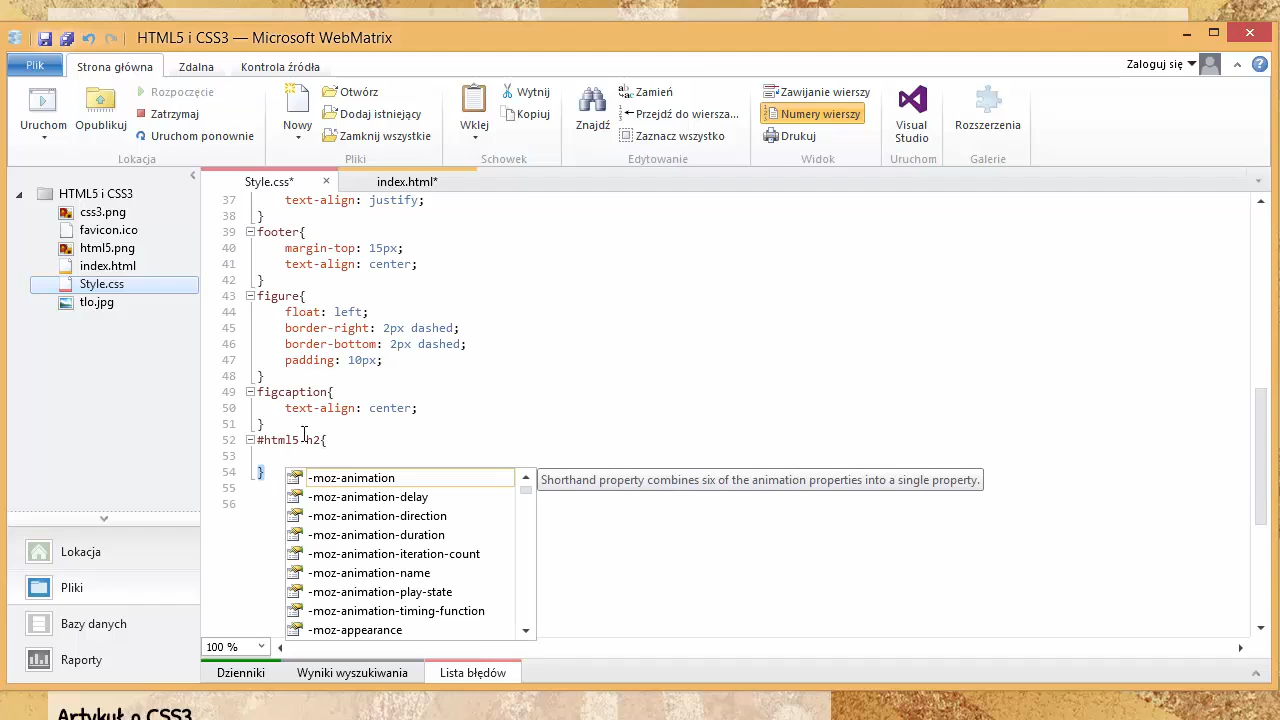 HTML5 i CSS3 — Microsoft WebMatrix
Plik Strona główna Zdalna Kontrola źródła Zaloguj się
Uruchom Opublikuj Rozpoczęcie Zatrzymaj Uruchom ponownie
Nowy Otwórz Dodaj istniejący Zamknij wszystkie
Wklej Wytnij Kopiuj
Znajdź Zamień Przejdź do wiersza... Zaznacz wszystko
Zawijanie wierszy Numery wierszy Drukuj
Visual Studio
Rozszerzenia
Lokacja Pliki Schowek Edytowanie Widok Uruchom Galerie
HTML5 i CSS3
css3.png
favicon.ico
html5.png
index.html
Style.css
tlo.jpg
Lokacja
Pliki
Bazy danych
Raporty
Style.css* index.html*
37 text-align: justify;
38 }
39 footer{
40 margin-top: 15px;
41 text-align: center;
42 }
43 figure{
44 float: left;
45 border-right: 2px dashed;
46 border-bottom: 2px dashed;
47 padding: 10px;
48 }
49 figcaption{
50 text-align: center;
51 }
52 #html5 h2{
53
54 }
55
56
-moz-animation
-moz-animation-delay
-moz-animation-direction
-moz-animation-duration
-moz-animation-iteration-count
-moz-animation-name
-moz-animation-play-state
-moz-animation-timing-function
-moz-appearance
Shorthand property combines six of the animation properties into a single property.
100 %
Dzienniki Wyniki wyszukiwania Lista błędów
Artykuł o CSS3